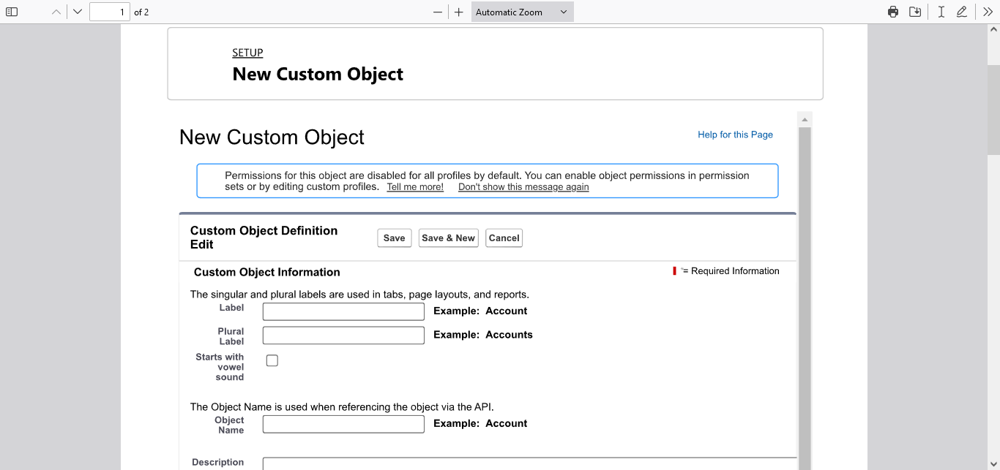 1 of 2 Automatic Zoom
SETUP
New Custom Object
New Custom Object Help for this Page
Permissions for this object are disabled for all profiles by default. You can enable object permissions in permission
sets or by editing custom profiles. Tell me more! Don't show this message again
Custom Object Definition
Edit
Save Save & New Cancel
Custom Object Information = Required Information
The singular and plural labels are used in tabs, page layouts, and reports.
Label Example: Account
Plural
Label
Example: Accounts
Starts with
vowel
sound
The Object Name is used when referencing the object via the API.
Object
Name
Example: Account
Description